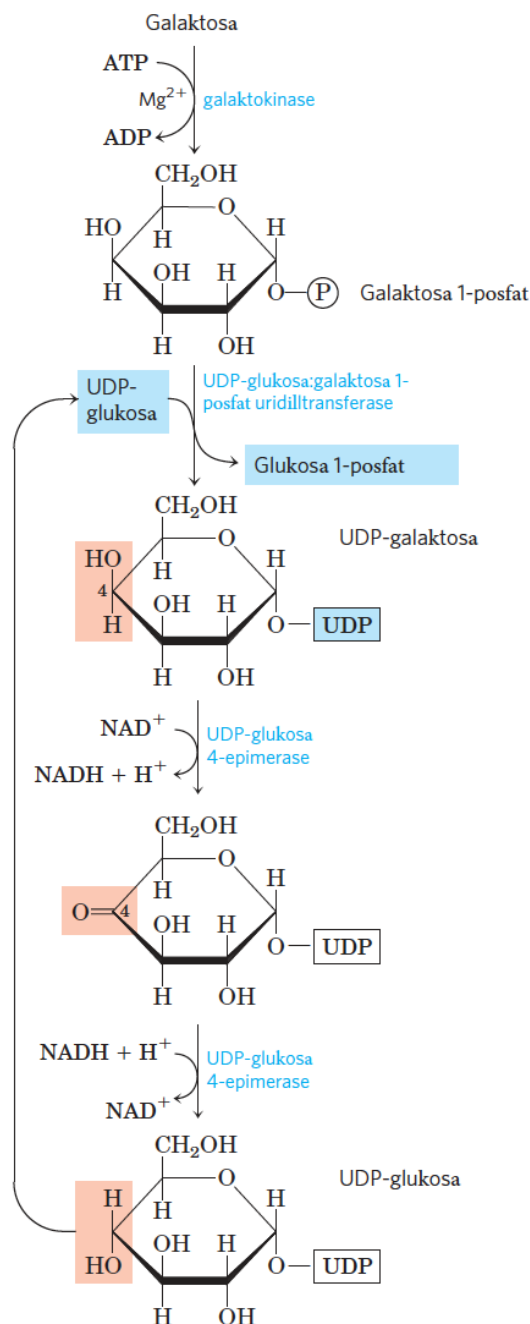 Galaktosa
ATP
Mg²⁺ galaktokinase
ADP
CH₂OH
O
HO H
H
OH H
H O P Galaktosa 1-posfat
H OH
UDP-
glukosa
UDP-glukosa:galaktosa 1-
posfat uridilltransferase
Glukosa 1-posfat
CH₂OH
UDP-galaktosa
O
HO H
H
4
OH H
H O UDP
H OH
NAD⁺
UDP-glukosa
4-epimerase
NADH + H⁺
CH₂OH
O
H
H
O=4
OH H
O UDP
H OH
NADH + H⁺
UDP-glukosa
4-epimerase
NAD⁺
CH₂OH
UDP-glukosa
O
H H
H
4
OH H
HO O UDP
H OH